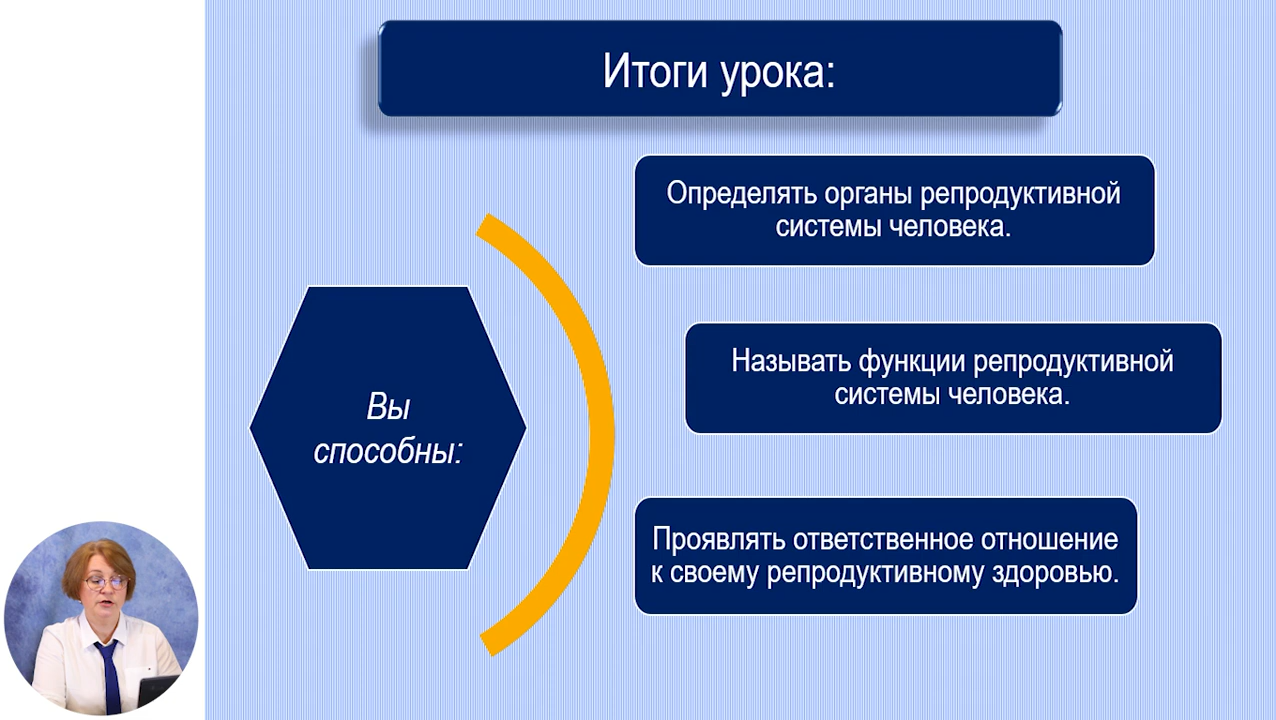 Итоги урока:
Определять органы репродуктивной
системы человека.
Называть функции репродуктивной
системы человека.
Вы
способны:
Проявлять ответственное отношение
к своему репродуктивному здоровью.